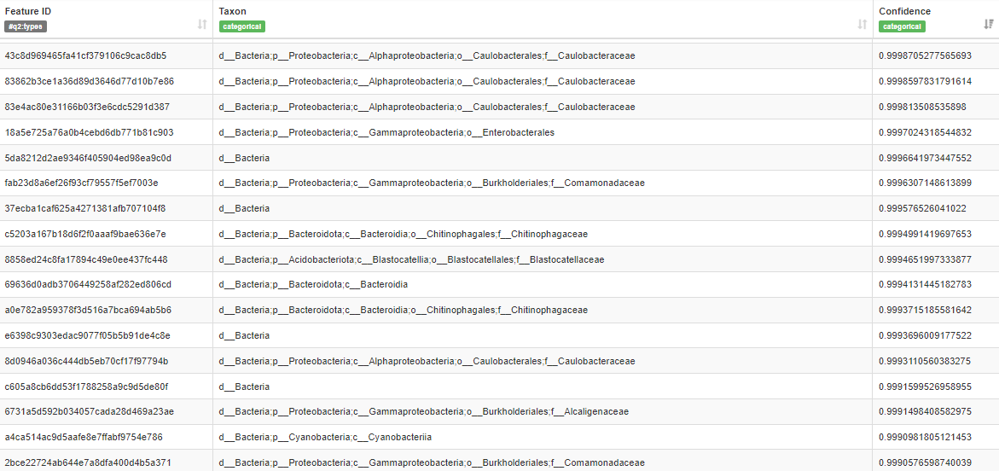 Feature ID Taxon Confidence
#q2:types categorical categorical
43c8d969465fa41cf379106c9cac8db5 d__Bacteria;p__Proteobacteria;c__Alphaproteobacteria;o__Caulobacterales;f__Caulobacteraceae 0.9998705277565693
83862b3ce1a36d89d3646d77d10b7e86 d__Bacteria;p__Proteobacteria;c__Alphaproteobacteria;o__Caulobacterales;f__Caulobacteraceae 0.9998597831791614
83e4ac80e31166b03f3e6cdc5291d387 d__Bacteria;p__Proteobacteria;c__Alphaproteobacteria;o__Caulobacterales;f__Caulobacteraceae 0.999813508535898
18a5e725a76a0b4cebd6db771b81c903 d__Bacteria;p__Proteobacteria;c__Gammaproteobacteria;o__Enterobacterales 0.9997024318544832
5da8212d2ae9346f405904ed98ea9c0d d__Bacteria 0.9996641973447552
fab23d8a6ef26f93cf79557f5ef7003e d__Bacteria;p__Proteobacteria;c__Gammaproteobacteria;o__Burkholderiales;f__Comamonadaceae 0.9996307148613899
37ecba1caf625a4271381afb707104f8 d__Bacteria 0.999576526041022
c5203a167b18d6f2f0aaaf9bae636e7e d__Bacteria;p__Bacteroidota;c__Bacteroidia;o__Chitinophagales;f__Chitinophagaceae 0.9994991419697653
8858ed24c8fa17894c49e0ee437fc448 d__Bacteria;p__Acidobacteriota;c__Blastocatellia;o__Blastocatellales;f__Blastocatellaceae 0.9994651997333877
69636d0adb3706449258af282ed806cd d__Bacteria;p__Bacteroidota;c__Bacteroidia 0.9994131445182783
a0e782a959378f3d516a7bca694ab5b6 d__Bacteria;p__Bacteroidota;c__Bacteroidia;o__Chitinophagales;f__Chitinophagaceae 0.9993715185581642
e6398c9303edac9077f05b5b91de4c8e d__Bacteria 0.9993696009177522
8d0946a036c444db5eb70cf17f97794b d__Bacteria;p__Proteobacteria;c__Alphaproteobacteria;o__Caulobacterales;f__Caulobacteraceae 0.9993110560383275
c605a8cb6dd53f1788258a9c9d5de80f d__Bacteria 0.9991599526958955
6731a5d592b034057cada28d469a23ae d__Bacteria;p__Proteobacteria;c__Gammaproteobacteria;o__Burkholderiales;f__Alcaligenaceae 0.9991498408582975
a4ca514ac9d5aafe8e7ffabf9754e786 d__Bacteria;p__Cyanobacteria;c__Cyanobacteriia 0.9990981805121453
2bce22724ab644e7a8dfa400d4b5a371 d__Bacteria;p__Proteobacteria;c__Gammaproteobacteria;o__Burkholderiales;f__Comamonadaceae 0.9990576598740039